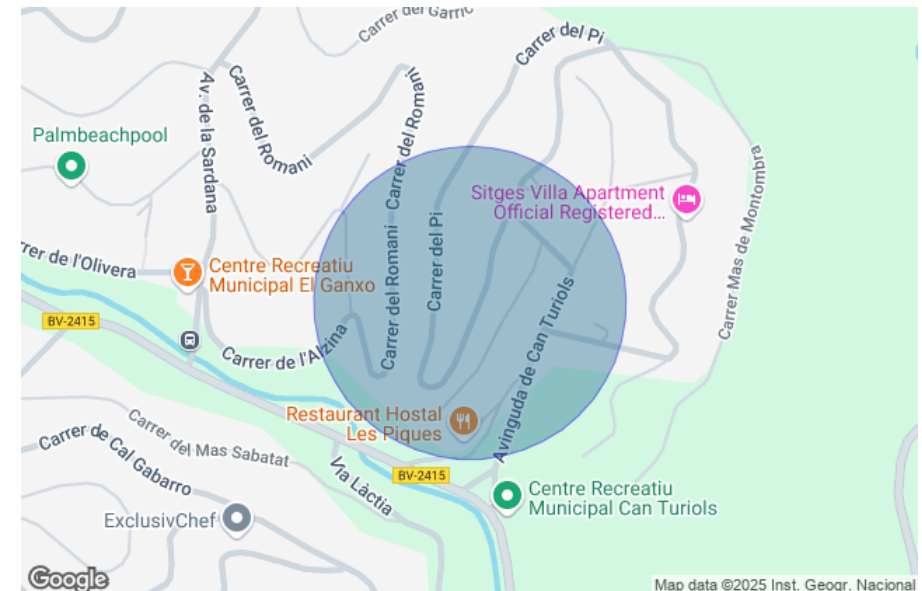 Carrer del Garric
Carrer del Pi
Av. de la Sardana
Carrer del Romaní
Carrer del Romaní
Palmbeachpool
Sitges Villa Apartment
Official Registered...
Carrer Mas de Montombra
rrer de l'Olivera
Centre Recreatiu
Municipal El Ganxo
Carrer del Romaní
Carrer del Pi
Avinguda de Can Turiols
BV-2415
Carrer de l'Alzina
Restaurant Hostal
Les Piques
Carrer del Mas Sabatat
Carrer de Cal Gabarro
Via Làctia
BV-2415
Centre Recreatiu
Municipal Can Turiols
ExclusivChef
Google
Map data ©2025 Inst. Geogr. Nacional